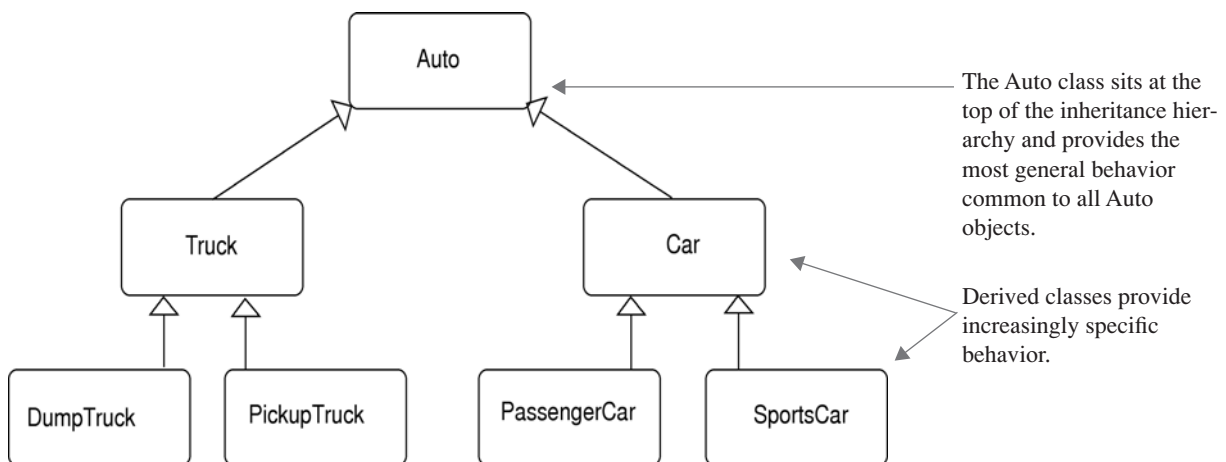 Auto
The Auto class sits at the
top of the inheritance hier-
archy and provides the
most general behavior
common to all Auto
objects.
Truck
Car
Derived classes provide
increasingly specific
behavior.
DumpTruck
PickupTruck
PassengerCar
SportsCar